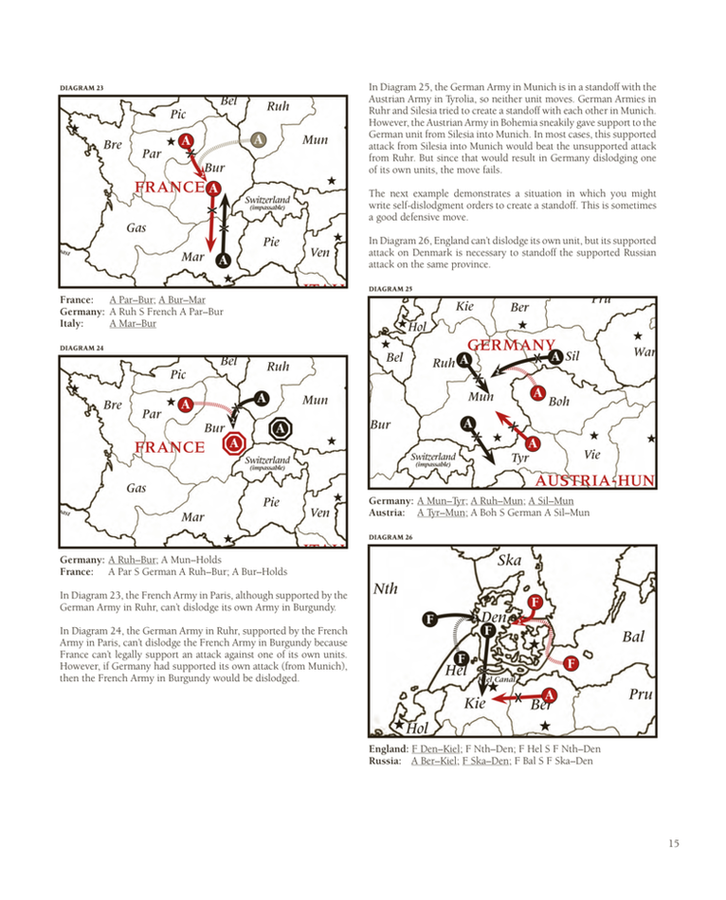 DIAGRAM 23
Bel
Pic
Ruh
Bre
Par
A
A
Mun
Bur
FRANCE
A
Switzerland
(impassable)
Gas
Pie
Mar
A
Ven
France: A Par–Bur; A Bur–Mar
Germany: A Ruh S French A Par–Bur
Italy: A Mar–Bur
DIAGRAM 24
Bel
Pic
Ruh
Bre
Par
A
A
Mun
Bur
A
A
FRANCE
Switzerland
(impassable)
Gas
Pie
Mar
Ven
Germany: A Ruh–Bur; A Mun–Holds
France: A Par S German A Ruh–Bur; A Bur–Holds
In Diagram 23, the French Army in Paris, although supported by the
German Army in Ruhr, can't dislodge its own Army in Burgundy.
In Diagram 24, the German Army in Ruhr, supported by the French
Army in Paris, can't dislodge the French Army in Burgundy because
France can't legally support an attack against one of its own units.
However, if Germany had supported its own attack (from Munich),
then the French Army in Burgundy would be dislodged.
In Diagram 25, the German Army in Munich is in a standoff with the
Austrian Army in Tyrolia, so neither unit moves. German Armies in
Ruhr and Silesia tried to create a standoff with each other in Munich.
However, the Austrian Army in Bohemia sneakily gave support to the
German unit from Silesia into Munich. In most cases, this supported
attack from Silesia into Munich would beat the unsupported attack
from Ruhr. But since that would result in Germany dislodging one
of its own units, the move fails.
The next example demonstrates a situation in which you might
write self-dislodgment orders to create a standoff. This is sometimes
a good defensive move.
In Diagram 26, England can't dislodge its own unit, but its supported
attack on Denmark is necessary to standoff the supported Russian
attack on the same province.
DIAGRAM 25
Kie
Ber
Pru
Hol
GERMANY
Bel
Ruh
A
A
Sil
War
Mun
A
Boh
Bur
A
A
Switzerland
(impassable)
Tyr
Vie
AUSTRIA-HUN
Germany: A Mun–Tyr; A Ruh–Mun; A Sil–Mun
Austria: A Tyr–Mun; A Boh S German A Sil–Mun
DIAGRAM 26
Ska
Nth
F
F
Den
F
Bal
F
Hel
F
Kiel Canal
Kie
A
Ber
Pru
Hol
England: F Den–Kiel; F Nth–Den; F Hel S F Nth–Den
Russia: A Ber–Kiel; F Ska–Den; F Bal S F Ska–Den
15